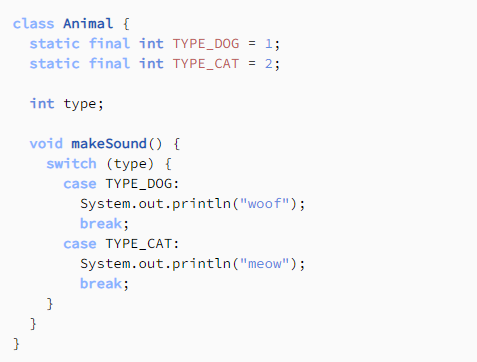 class Animal {
  static final int TYPE_DOG = 1;
  static final int TYPE_CAT = 2;

  int type;

  void makeSound() {
    switch (type) {
      case TYPE_DOG:
        System.out.println("woof");
        break;
      case TYPE_CAT:
        System.out.println("meow");
        break;
    }
  }
}